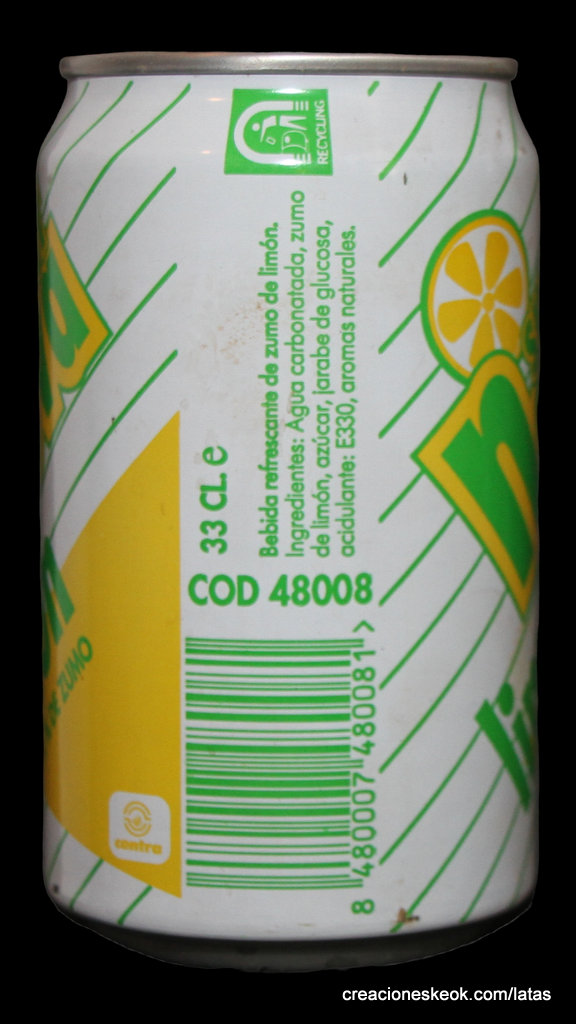 RECYCLING
Bebida refrescante de zumo de limón.
Ingredientes: Agua carbonatada, zumo
de limón, azúcar, jarabe de glucosa,
acidulante: E330, aromas naturales.
33 CL e
COD 48008
8 480007 480081 >
DE ZUMO
centra
creacioneskeok.com/latas